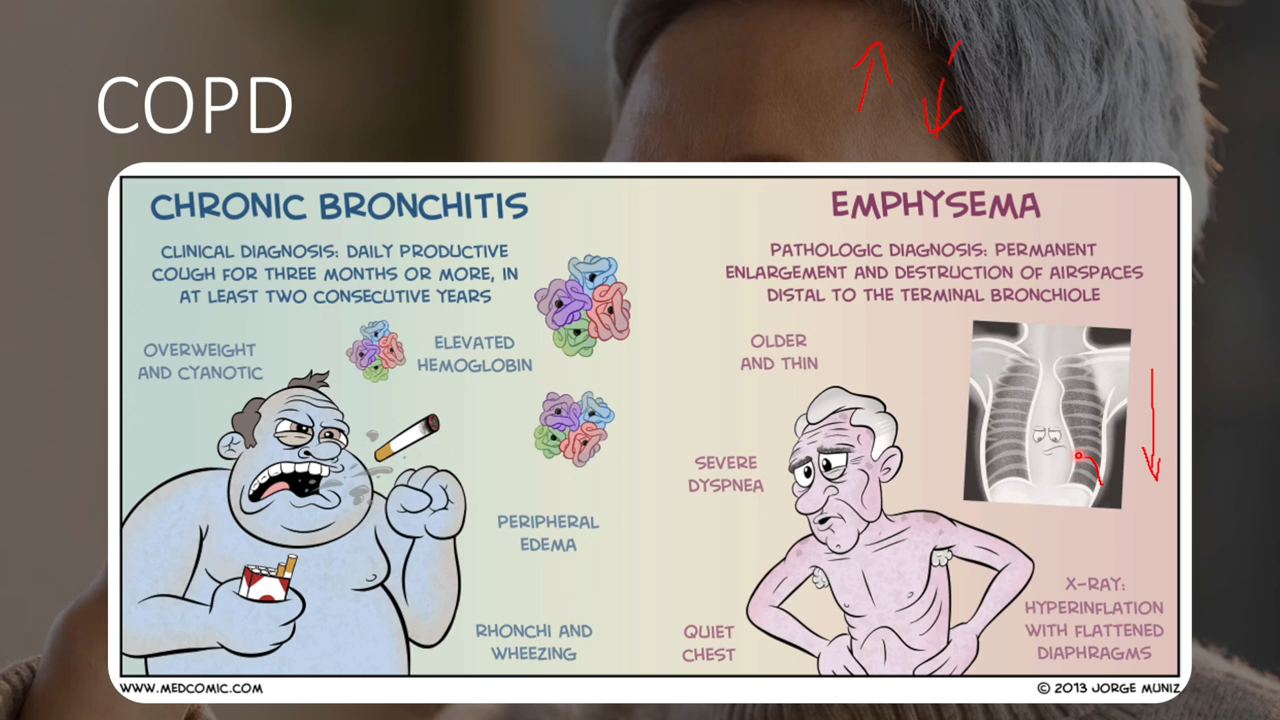 COPD
CHRONIC BRONCHITIS
CLINICAL DIAGNOSIS: DAILY PRODUCTIVE
COUGH FOR THREE MONTHS OR MORE, IN
AT LEAST TWO CONSECUTIVE YEARS
OVERWEIGHT
AND CYANOTIC
ELEVATED
HEMOGLOBIN
PERIPHERAL
EDEMA
RHONCHI AND
WHEEZING
EMPHYSEMA
PATHOLOGIC DIAGNOSIS: PERMANENT
ENLARGEMENT AND DESTRUCTION OF AIRSPACES
DISTAL TO THE TERMINAL BRONCHIOLE
OLDER
AND THIN
SEVERE
DYSPNEA
QUIET
CHEST
X-RAY:
HYPERINFLATION
WITH FLATTENED
DIAPHRAGMS
WWW.MEDCOMIC.COM
© 2013 JORGE MUNIZ